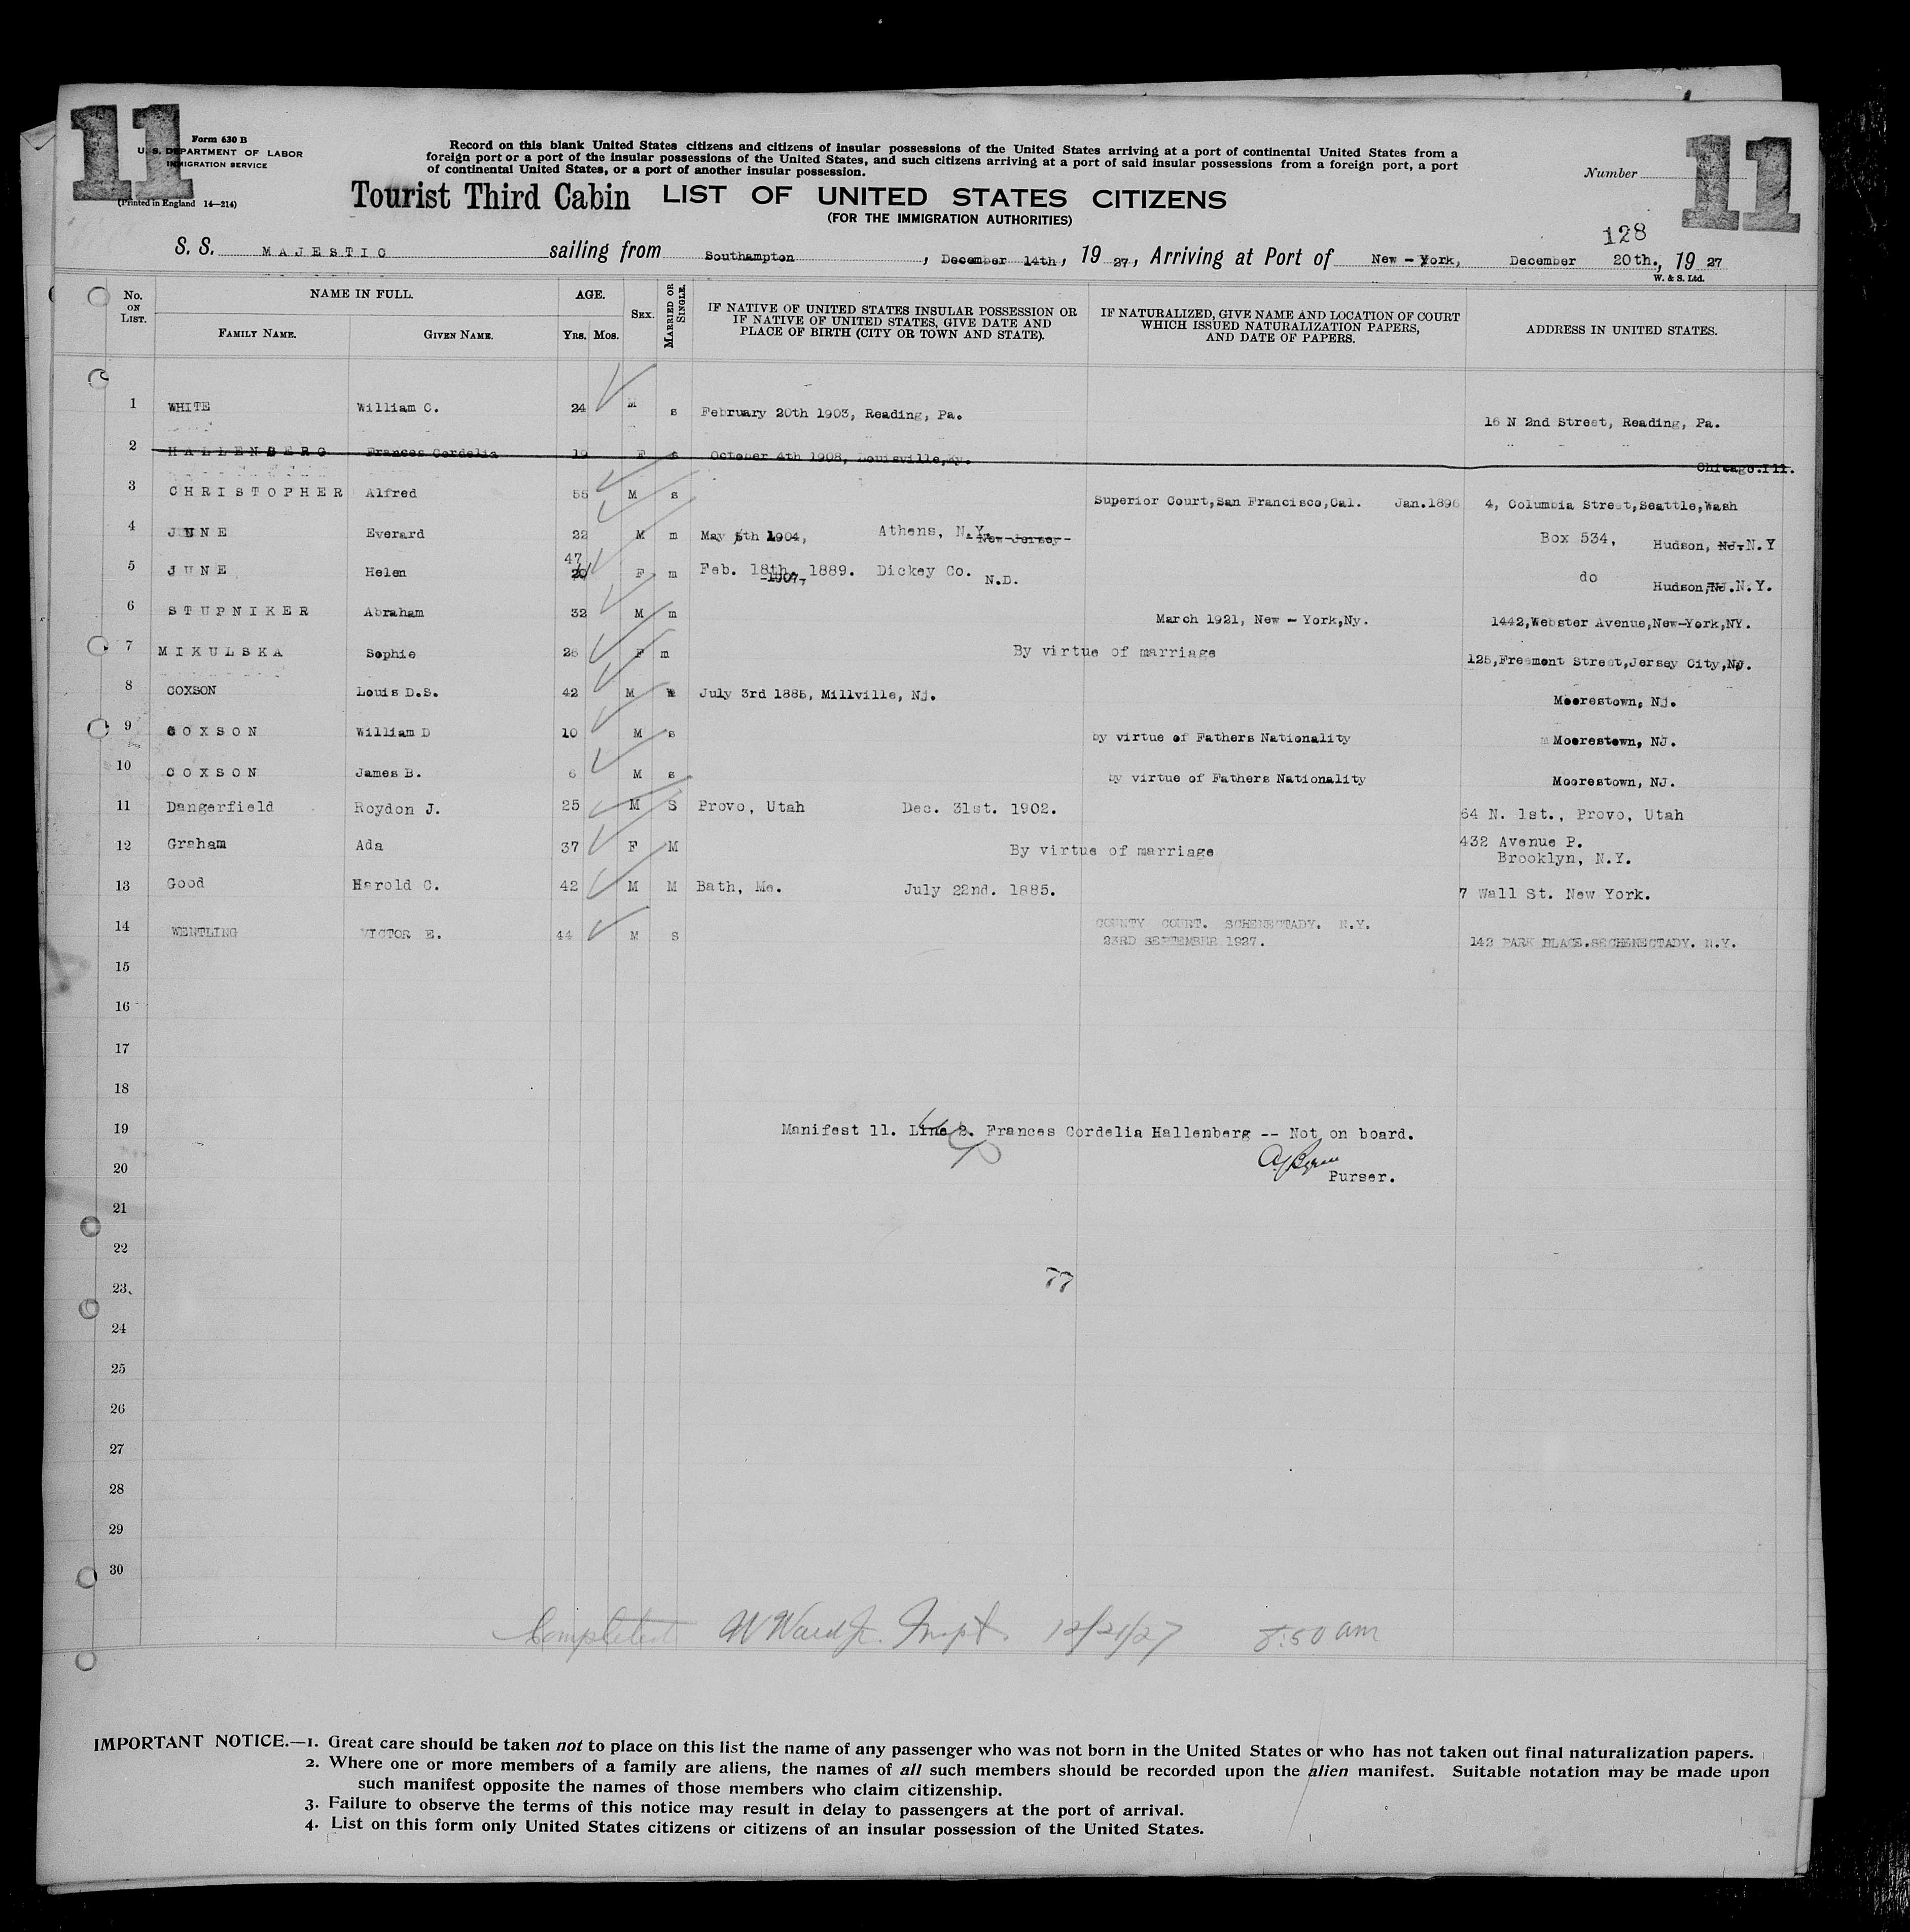 11
11
Form 630 B
U. S. DEPARTMENT OF LABOR
IMMIGRATION SERVICE
(Printed in England 14—214)
Record on this blank United States citizens and citizens of insular possessions of the United States arriving at a port of continental United States from a
foreign port or a port of the insular possessions of the United States, and such citizens arriving at a port of said insular possessions from a foreign port, a port
of continental United States, or a port of another insular possession.
Number
Tourist Third Cabin LIST OF UNITED STATES CITIZENS
(FOR THE IMMIGRATION AUTHORITIES)
128
S. S. MAJESTIC sailing from Southampton, December 14th, 19 27, Arriving at Port of New - York, December 20th., 19 27
W. & S. Ltd.
No. ON LIST. NAME IN FULL. FAMILY NAME. GIVEN NAME. AGE. YRS. MOS. SEX. MARRIED OR SINGLE. IF NATIVE OF UNITED STATES INSULAR POSSESSION OR IF NATIVE OF UNITED STATES, GIVE DATE AND PLACE OF BIRTH (CITY OR TOWN AND STATE). IF NATURALIZED, GIVE NAME AND LOCATION OF COURT WHICH ISSUED NATURALIZATION PAPERS, AND DATE OF PAPERS. ADDRESS IN UNITED STATES.
1 WHITE William C. 24 M s February 20th 1903, Reading, Pa. 16 N 2nd Street, Reading, Pa.
2 HALLENBERG Frances Cordelia 19 F s October 4th 1908, Louisville,Ky. Chicago.Ill.
3 CHRISTOPHER Alfred 55 M s Superior Court,San Francisco,Cal. Jan.1896 4, Columbia Street,Seattle,Wash
4 JUNE Everard 22 M m May 5th 1904, Athens, N.Y. New Jersey Box 534, Hudson, NJ. N.Y
5 JUNE Helen 47 20 F m Feb. 18th, 1907, 1889. Dickey Co. N.D. do Hudson,NJ.N.Y.
6 STUPNIKER Abraham 32 M m March 1921, New - York,Ny. 1442,Webster Avenue,New-York,NY.
7 MIKULSKA Sophie 26 F m By virtue of marriage 125,Freemont Street,Jersey City,NJ.
8 COXSON Louis D.S. 42 M July 3rd 1885, Millville, NJ. Moorestown, NJ.
9 COXSON William D 10 M s by virtue of Fathers Nationality Moorestown, NJ.
10 COXSON James B. 6 M s by virtue of Fathers Nationality Moorestown, NJ.
11 Dangerfield Roydon J. 25 M S Provo, Utah Dec. 31st. 1902. 64 N. 1st., Provo, Utah
12 Graham Ada 37 F M By virtue of marriage 432 Avenue P.
Brooklyn, N.Y.
13 Good Harold C. 42 M M Bath, Me. July 22nd. 1885. 7 Wall St. New York.
14 WENTLING VICTOR E. 44 M S COUNTY COURT. SCHENECTADY. N.Y.
23RD SEPTEMBER 1927. 142 PARK PLACE.SECHENECTADY. N.Y.
15
16
17
18
19 Manifest 11. Line 2. Frances Cordelia Hallenberg -- Not on board.
20 Purser.
21
22
23
77
24
25
26
27
28
29
30
Completed W Ward Jr. Inspt. 12/21/27 8:50 am
IMPORTANT NOTICE.—1. Great care should be taken not to place on this list the name of any passenger who was not born in the United States or who has not taken out final naturalization papers.
2. Where one or more members of a family are aliens, the names of all such members should be recorded upon the alien manifest. Suitable notation may be made upon
such manifest opposite the names of those members who claim citizenship.
3. Failure to observe the terms of this notice may result in delay to passengers at the port of arrival.
4. List on this form only United States citizens or citizens of an insular possession of the United States.